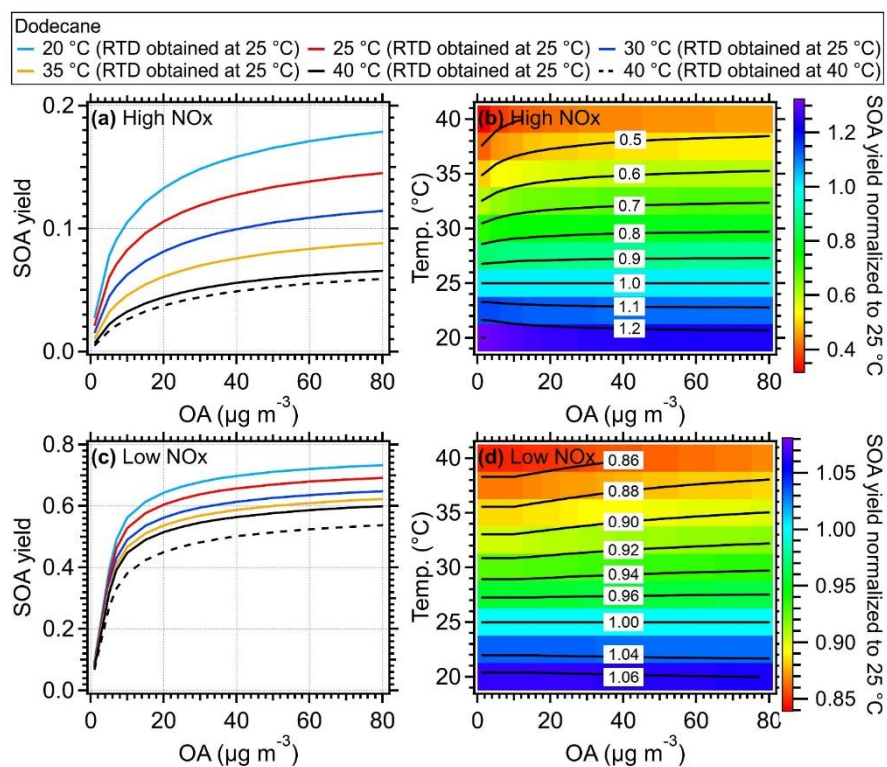 Dodecane
20 °C (RTD obtained at 25 °C) 25 °C (RTD obtained at 25 °C) 30 °C (RTD obtained at 25 °C)
35 °C (RTD obtained at 25 °C) 40 °C (RTD obtained at 25 °C) 40 °C (RTD obtained at 40 °C)
(a) High NOx
SOA yield
0.2
0.1
0.0
0 20 40 60 80
OA (µg m⁻³)
(b) High NOx
Temp. (°C)
40
35
30
25
20
0.5
0.6
0.7
0.8
0.9
1.0
1.1
1.2
0 20 40 60 80
OA (µg m⁻³)
SOA yield normalized to 25 °C
1.2
1.0
0.8
0.6
0.4
(c) Low NOx
SOA yield
0.8
0.6
0.4
0.2
0.0
0 20 40 60 80
OA (µg m⁻³)
(d) Low NOx
Temp. (°C)
40
35
30
25
20
0.86
0.88
0.90
0.92
0.94
0.96
1.00
1.04
1.06
0 20 40 60 80
OA (µg m⁻³)
SOA yield normalized to 25 °C
1.05
1.00
0.95
0.90
0.85